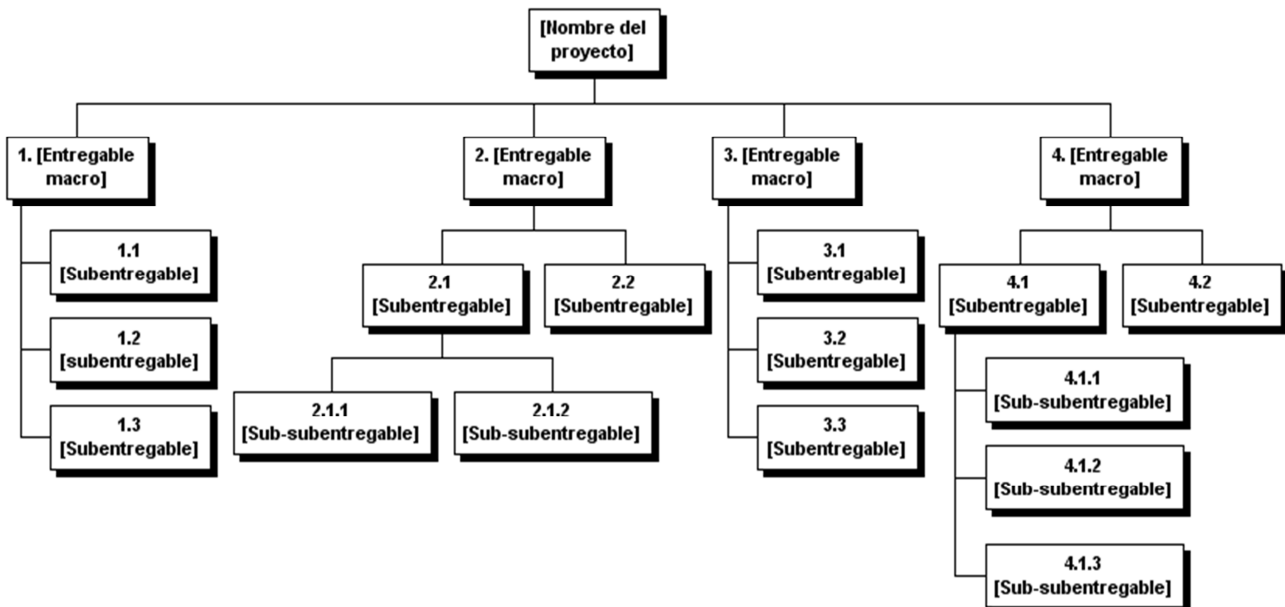 [Nombre del
proyecto]
1. [Entregable
macro]
2. [Entregable
macro]
3. [Entregable
macro]
4. [Entregable
macro]
1.1
[Subentregable]
1.2
[subentregable]
1.3
[Subentregable]
2.1
[Subentregable]
2.2
[Subentregable]
2.1.1
[Sub-subentregable]
2.1.2
[Sub-subentregable]
3.1
[Subentregable]
3.2
[Subentregable]
3.3
[Subentregable]
4.1
[Subentregable]
4.2
[Subentregable]
4.1.1
[Sub-subentregable]
4.1.2
[Sub-subentregable]
4.1.3
[Sub-subentregable]